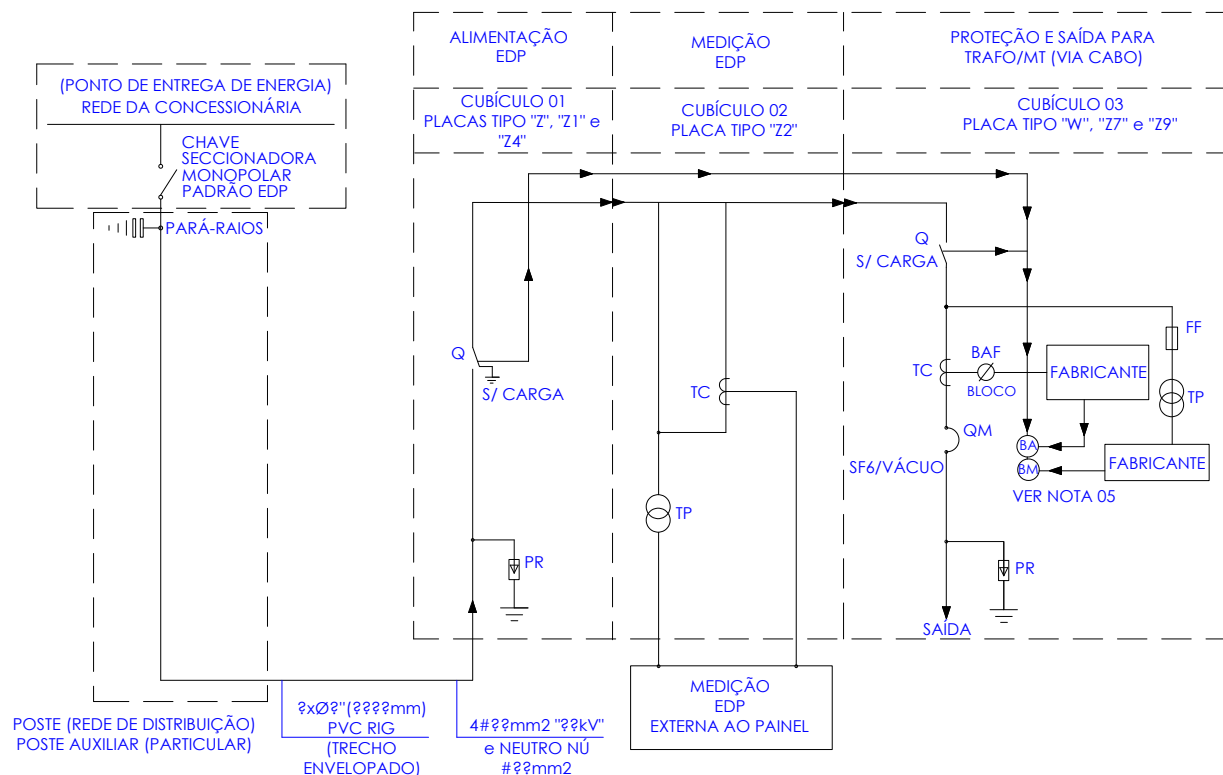 ALIMENTAÇÃO
EDP
MEDIÇÃO
EDP
PROTEÇÃO E SAÍDA PARA
TRAFO/MT (VIA CABO)
(PONTO DE ENTREGA DE ENERGIA)
REDE DA CONCESSIONÁRIA
CUBÍCULO 01
PLACAS TIPO "Z", "Z1" e
"Z4"
CUBÍCULO 02
PLACA TIPO "Z2"
CUBÍCULO 03
PLACA TIPO "W", "Z7" e "Z9"
CHAVE
SECCIONADORA
MONOPOLAR
PADRÃO EDP
PARÁ-RAIOS
Q
S/ CARGA
Q
S/ CARGA
TC
TP
PR
TC
BAF
BLOCO
FABRICANTE
FF
TP
QM
SF6/VÁCUO
BA
BM
FABRICANTE
VER NOTA 05
PR
SAÍDA
MEDIÇÃO
EDP
EXTERNA AO PAINEL
POSTE (REDE DE DISTRIBUIÇÃO)
POSTE AUXILIAR (PARTICULAR)
?xØ?"(????mm)
PVC RIG
(TRECHO
ENVELOPADO)
4#??mm2 "??kV"
e NEUTRO NÚ
#??mm2